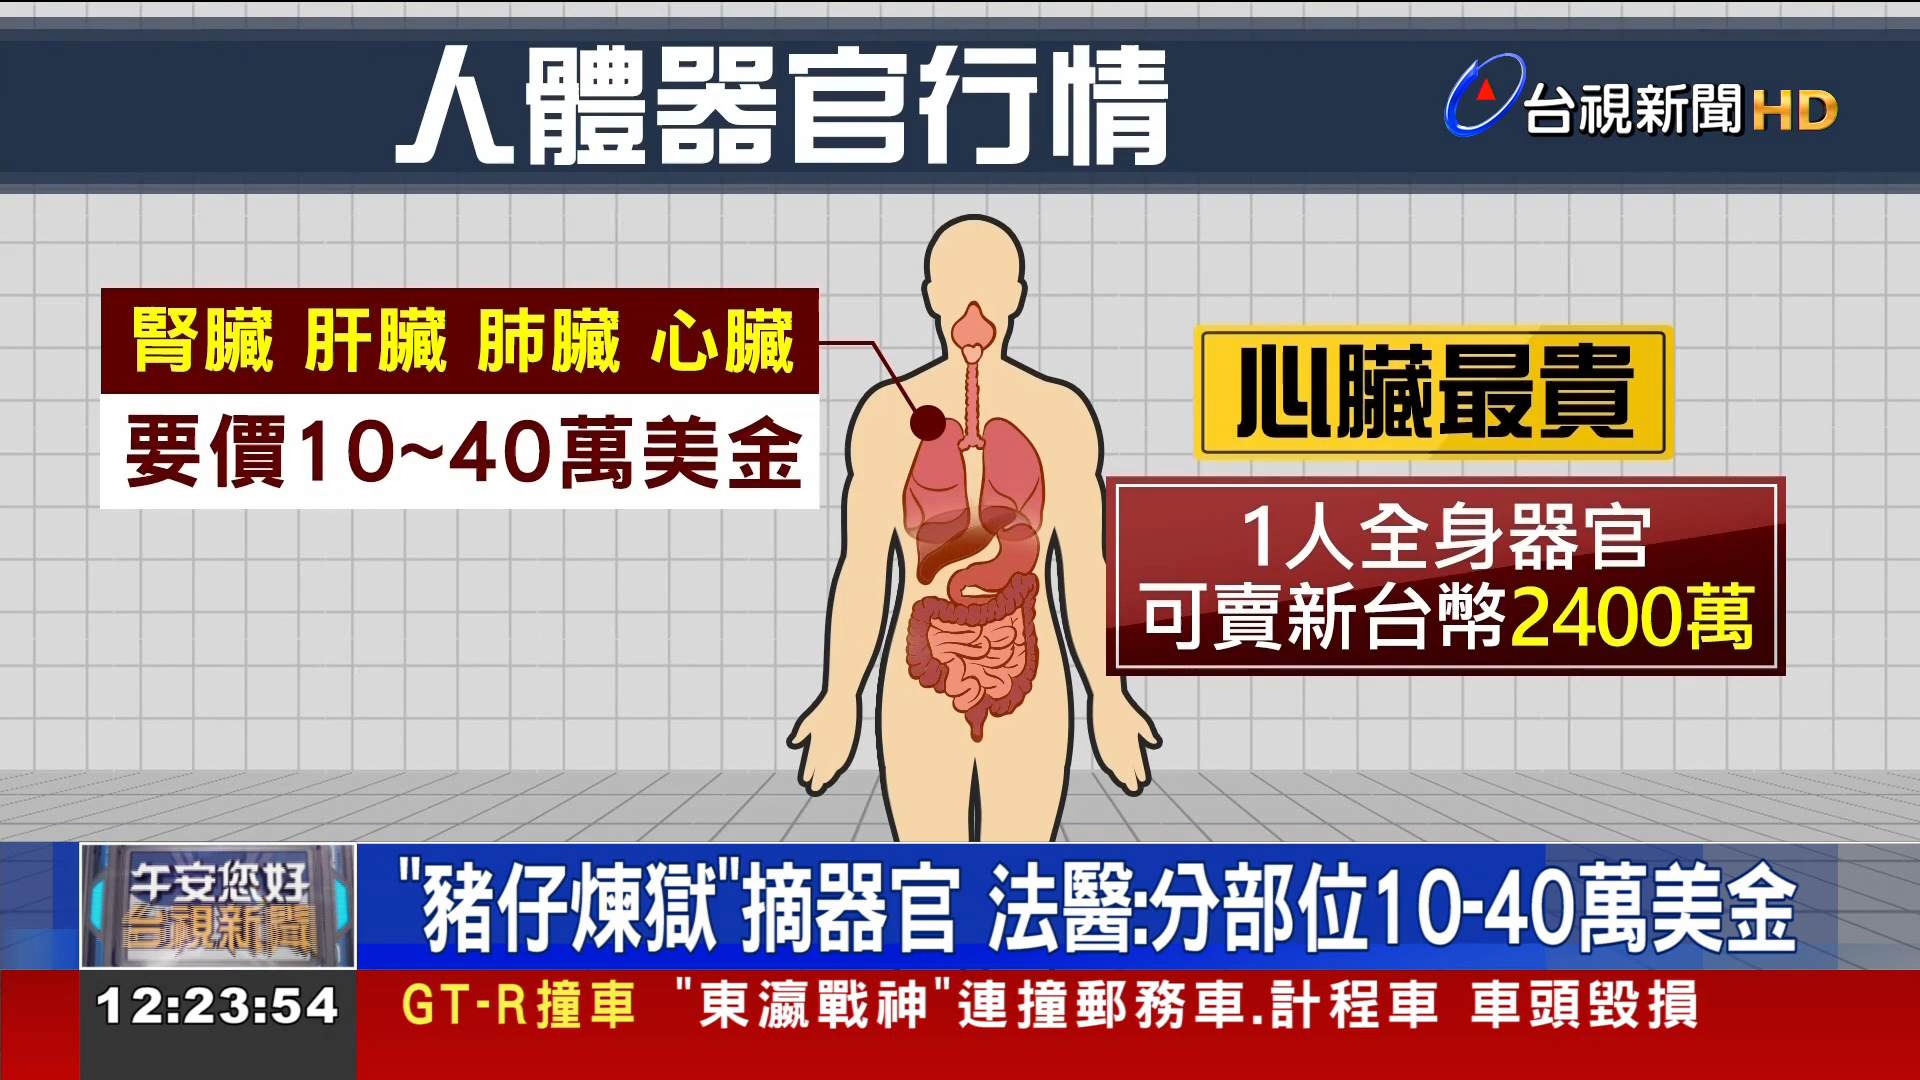 人體器官行情
台視新聞HD
腎臟 肝臟 肺臟 心臟
要價10~40萬美金
心臟最貴
1人全身器官
可賣新台幣2400萬
午安您好
台視新聞
"豬仔煉獄"摘器官 法醫:分部位10-40萬美金
12:23:54
GT-R撞車 "東瀛戰神"連撞郵務車.計程車 車頭毀損